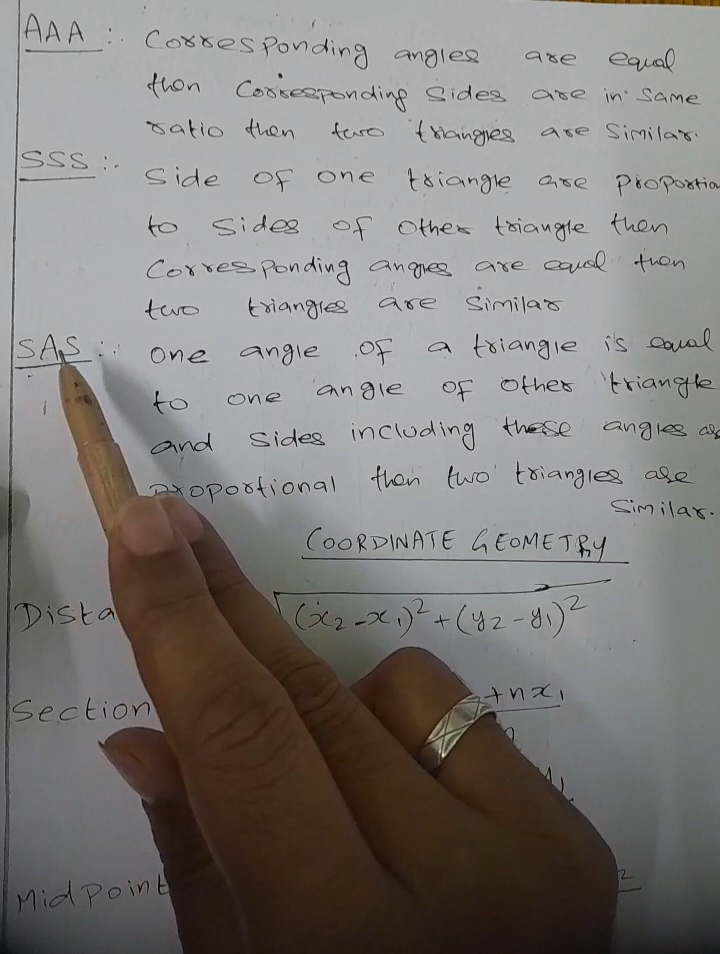 AAA :- Corresponding angles are equal
then Corresponding Sides are in same
ratio then two triangles are Similar.
SSS :- Side of one triangle are proportio
to sides of other triangle then
Corresponding angles are equal then
two triangles are Similar
SAS :- One angle of a triangle is equal
to one angle of other triangle
and sides including these angles are
proportional then two triangles are
Similar.
COORDINATE GEOMETRY
Dista √(x₂-x₁)²+(y₂-y₁)²
Section +nx₁
Midpoint 2